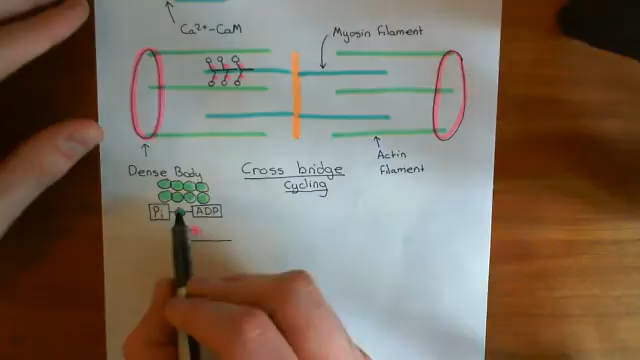 Ca²⁺-CaM
Myosin filament
Actin
filament
Dense Body
Cross bridge
Cycling
Pi
ADP